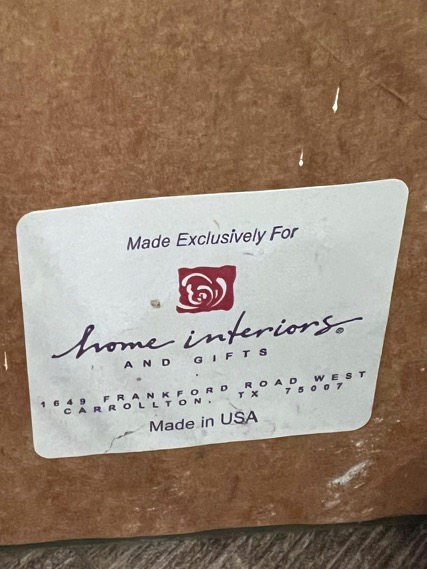 Made Exclusively For
home interiors®
AND GIFTS
1649 FRANKFORD ROAD WEST
CARROLLTON, TX 75007
Made in USA